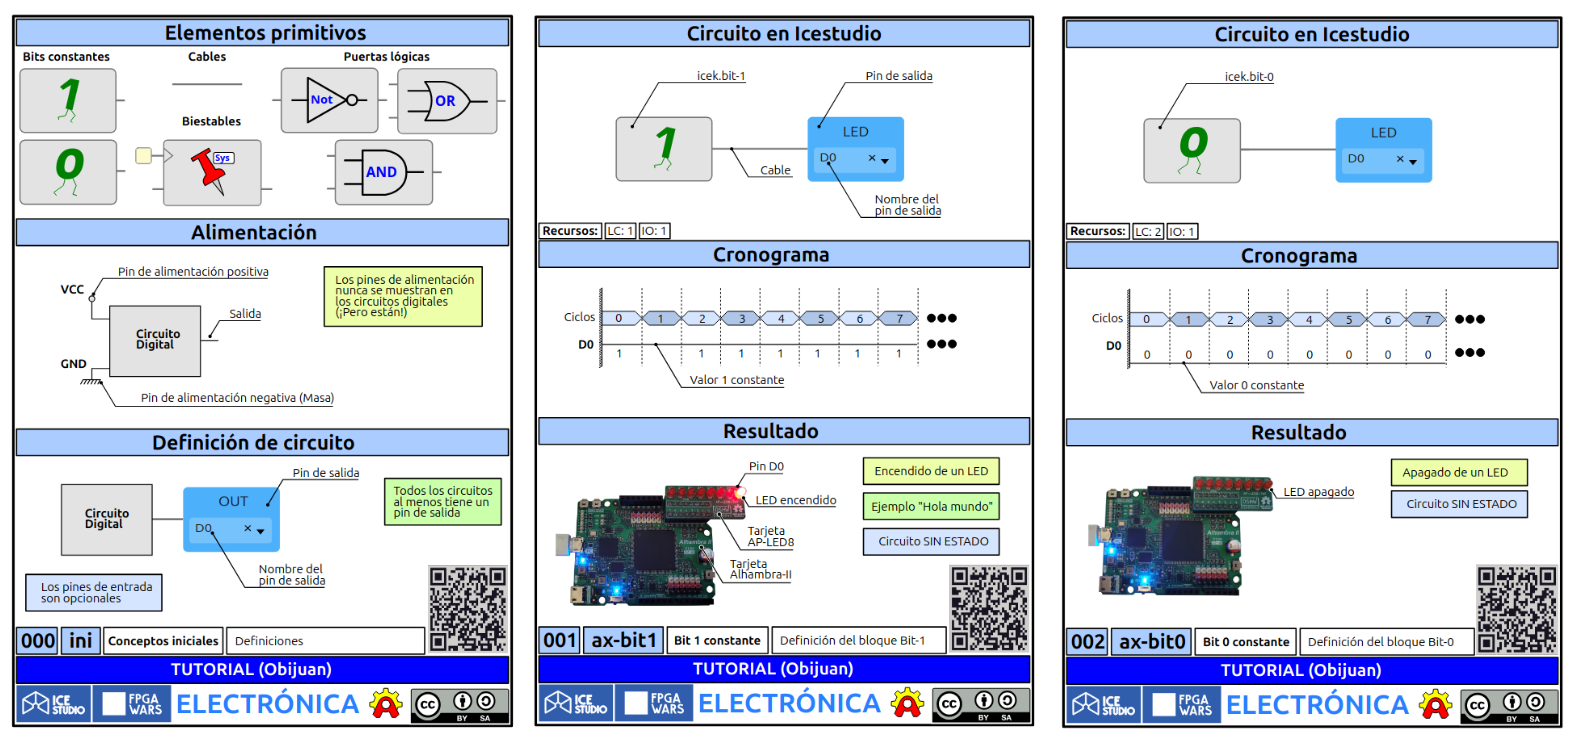 Elementos primitivos
Bits constantes
Cables
Puertas lógicas
1
Not
OR
Biestables
0
Sys
AND
Alimentación
Pin de alimentación positiva
VCC
Salida
Circuito
Digital
GND
Pin de alimentación negativa (Masa)
Los pines de alimentación
nunca se muestran en
los circuitos digitales
(¡Pero están!)
Definición de circuito
Pin de salida
Circuito
Digital
OUT
D0
×
Nombre del
pin de salida
Todos los circuitos
al menos tiene un
pin de salida
Los pines de entrada
son opcionales
000 ini Conceptos iniciales Definiciones
TUTORIAL (Obijuan)
ICE
STUDIO
FPGA
WARS
ELECTRÓNICA
cc
BY SA
Circuito en Icestudio
icek.bit-1
Pin de salida
1
LED
D0
×
Cable
Nombre del
pin de salida
Recursos: LC: 1 IO: 1
Cronograma
Ciclos 0 1 2 3 4 5 6 7
D0
1 1 1 1 1 1 1
Valor 1 constante
Resultado
Pin D0
LED encendido
Tarjeta
AP-LED8
Tarjeta
Alhambra-II
Encendido de un LED
Ejemplo "Hola mundo"
Circuito SIN ESTADO
001 ax-bit1 Bit 1 constante Definición del bloque Bit-1
TUTORIAL (Obijuan)
ICE
STUDIO
FPGA
WARS
ELECTRÓNICA
cc
BY SA
Circuito en Icestudio
icek.bit-0
0
LED
D0
×
Recursos: LC: 2 IO: 1
Cronograma
Ciclos 0 1 2 3 4 5 6 7
D0
0 0 0 0 0 0 0 0
Valor 0 constante
Resultado
LED apagado
Apagado de un LED
Circuito SIN ESTADO
002 ax-bit0 Bit 0 constante Definición del bloque Bit-0
TUTORIAL (Obijuan)
ICE
STUDIO
FPGA
WARS
ELECTRÓNICA
cc
BY SA